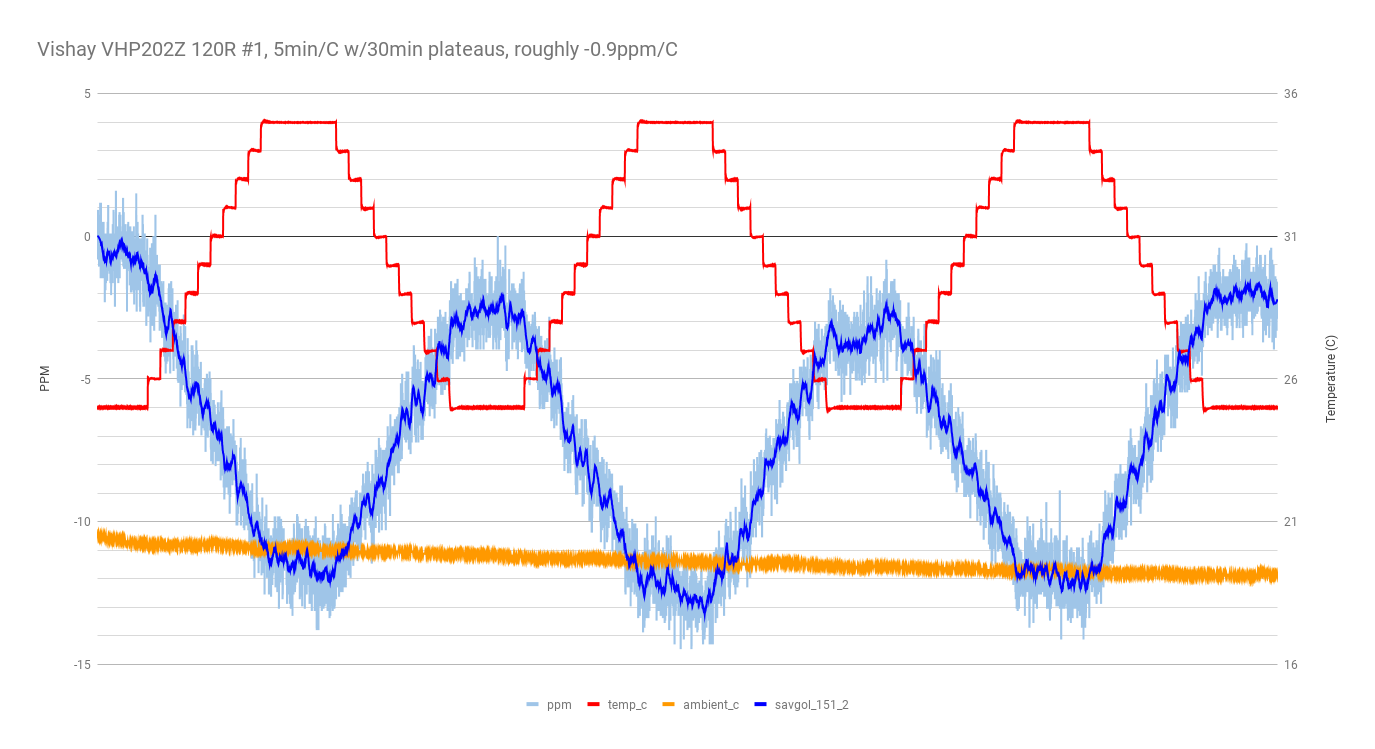 Vishay VHP202Z 120R #1, 5min/C w/30min plateaus, roughly -0.9ppm/C
5 36
0 31
-5 26
-10 21
-15 16
PPM
Temperature (C)
ppm temp_c ambient_c savgol_151_2